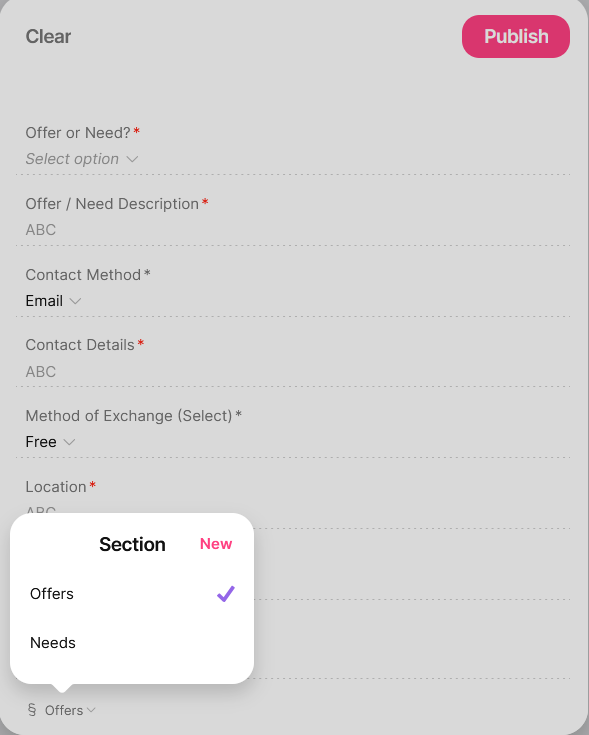 Clear
Publish
Offer or Need?*
Select option
Offer / Need Description*
ABC
Contact Method*
Email
Contact Details*
ABC
Method of Exchange (Select)*
Free
Location*
ABC
Section
New
Offers
Needs
§ Offers